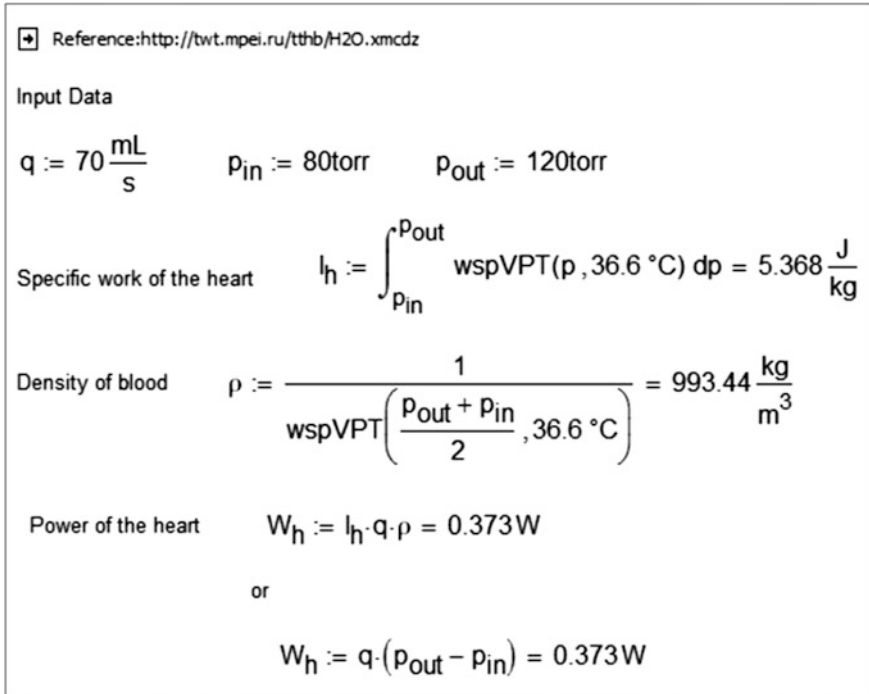 Reference:http://twt.mpei.ru/tthb/H2O.xmcdz
Input Data
q := 70 mL/s    p_in := 80torr    p_out := 120torr
Specific work of the heart    l_h := ∫_{p_in}^{p_out} wspVPT(p ,36.6 °C) dp = 5.368 J/kg
Density of blood    ρ := 1/wspVPT((p_out + p_in)/2 ,36.6 °C) = 993.44 kg/m^3
Power of the heart    W_h := l_h·q·ρ = 0.373W
or
W_h := q·(p_out − p_in) = 0.373W